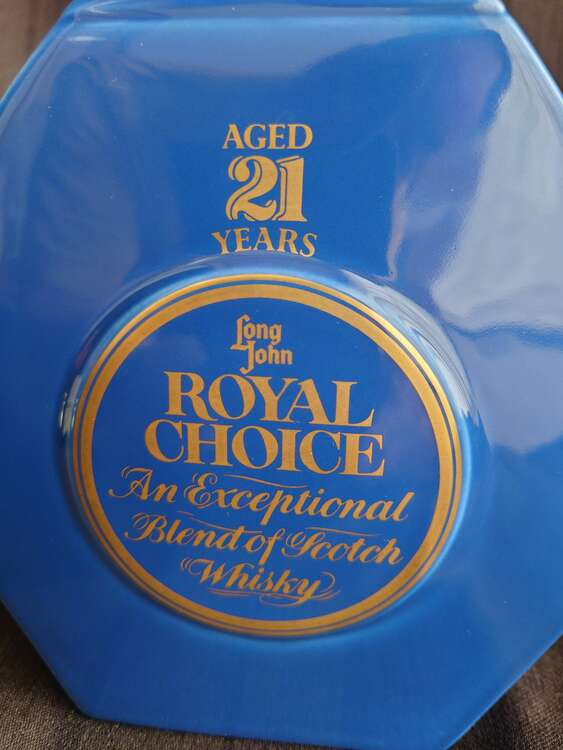 AGED
21
YEARS
Long
John
ROYAL
CHOICE
An Exceptional
Blend of Scotch
Whisky